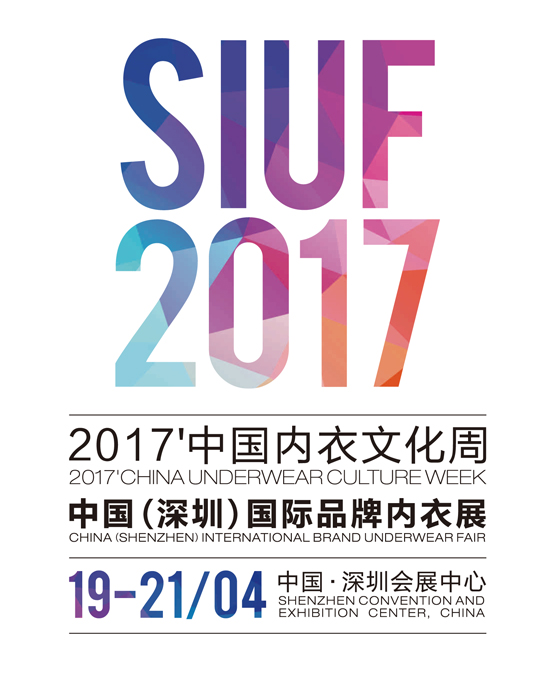 SIUF
2017
2017'中国内衣文化周
2017'CHINA UNDERWEAR CULTURE WEEK
中国(深圳)国际品牌内衣展
CHINA (SHENZHEN) INTERNATIONAL BRAND UNDERWEAR FAIR
19-21/04
中国·深圳会展中心
SHENZHEN CONVENTION AND
EXHIBITION CENTER, CHINA